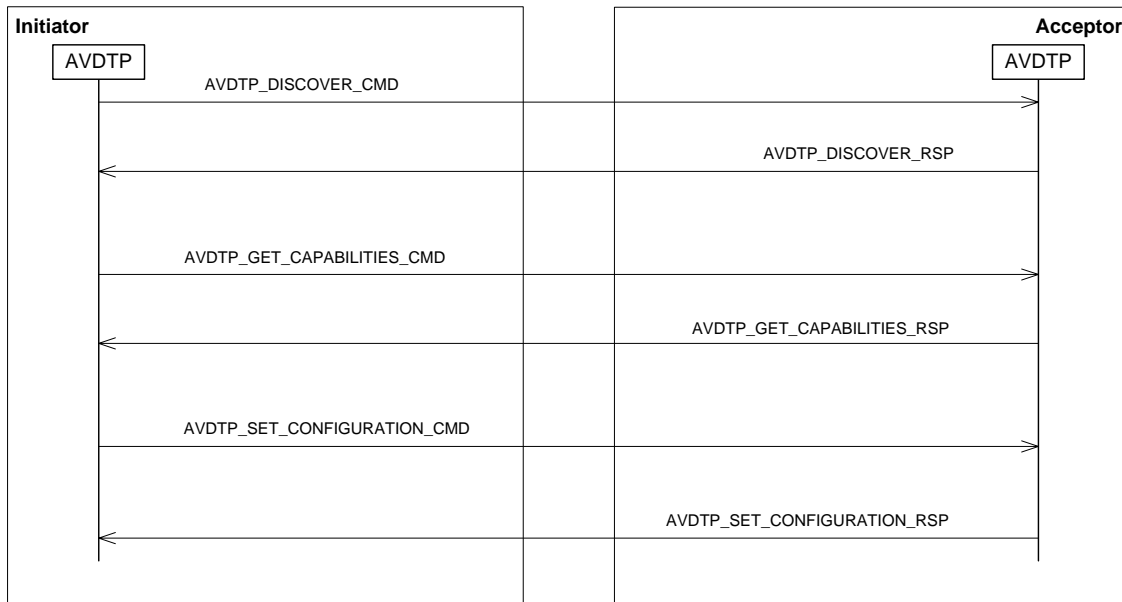 Initiator
Acceptor
AVDTP
AVDTP
AVDTP_DISCOVER_CMD
AVDTP_DISCOVER_RSP
AVDTP_GET_CAPABILITIES_CMD
AVDTP_GET_CAPABILITIES_RSP
AVDTP_SET_CONFIGURATION_CMD
AVDTP_SET_CONFIGURATION_RSP